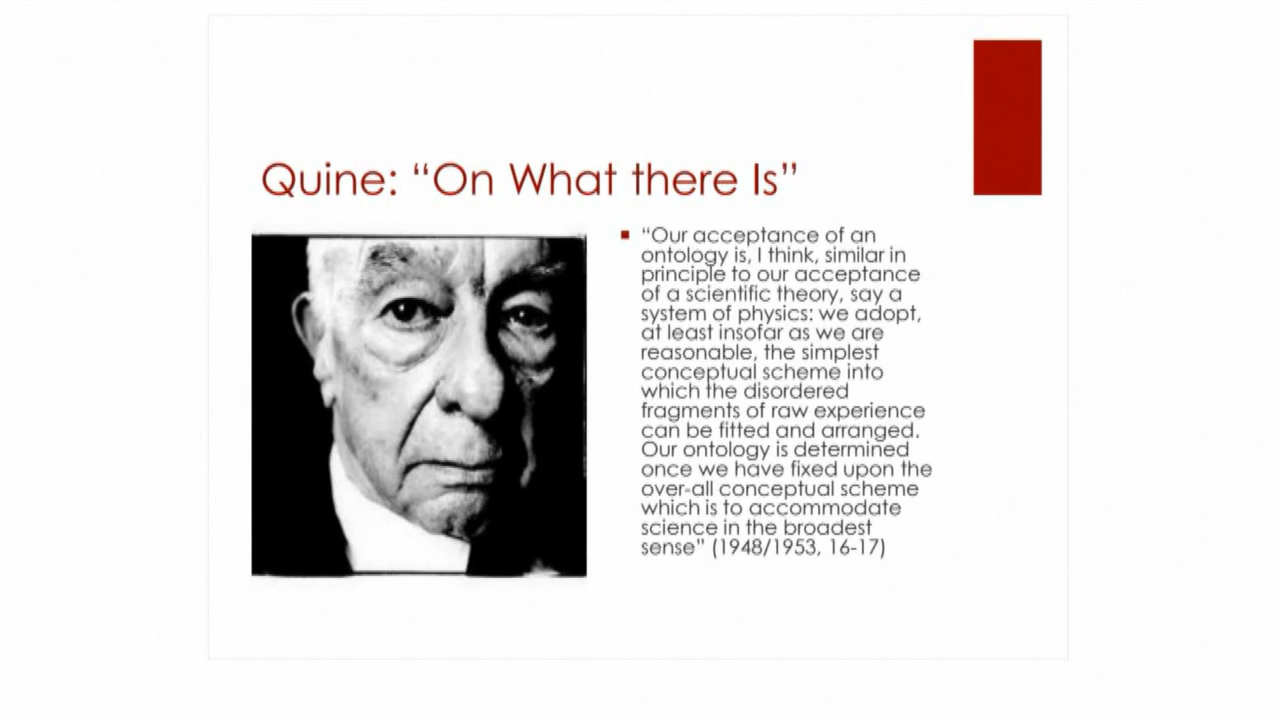 Quine: “On What there Is”
“Our acceptance of an
ontology is, I think, similar in
principle to our acceptance
of a scientific theory, say a
system of physics: we adopt,
at least insofar as we are
reasonable, the simplest
conceptual scheme into
which the disordered
fragments of raw experience
can be fitted and arranged.
Our ontology is determined
once we have fixed upon the
over-all conceptual scheme
which is to accommodate
science in the broadest
sense” (1948/1953, 16-17)